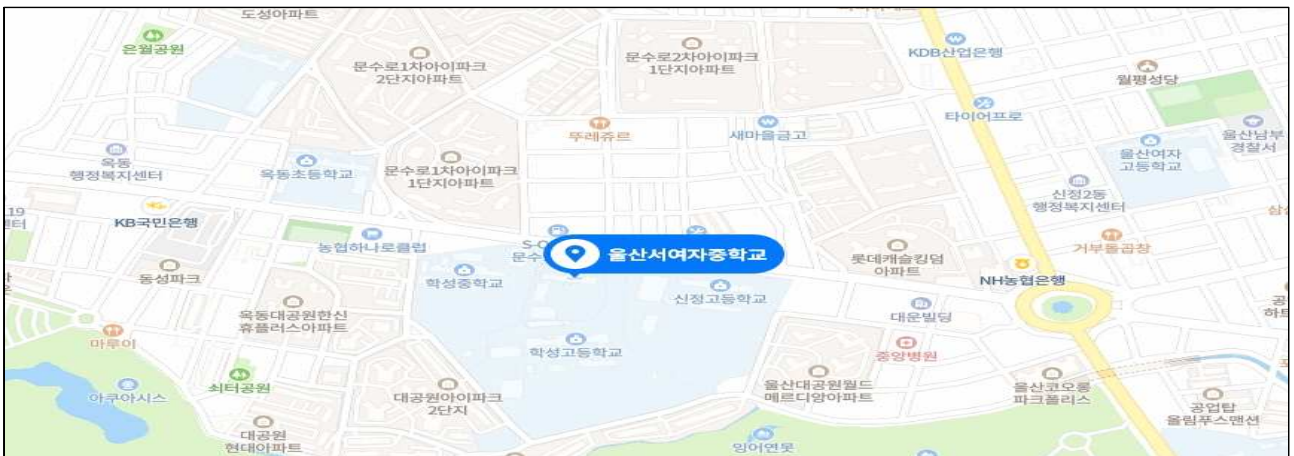 도성아파트
은월공원
문수로1차아이파크
2단지아파트
문수로2차아이파크
1단지아파트
KDB산업은행
월평성당
타이어프로
뚜레쥬르
새마을금고
울산여자
고등학교
울산남부
경찰서
옥동
행정복지센터
옥동초등학교
문수로1차아이파크
1단지아파트
신정2동
행정복지센터
19
센터
KB국민은행
농협하나로클럽
S-O
문수
울산서여자중학교
롯데캐슬킹덤
아파트
거부돌곱창
NH농협은행
동성파크
학성중학교
신정고등학교
대운빌딩
옥동대공원한신
휴플러스아파트
마루이
학성고등학교
중앙병원
아쿠아시스
쇠터공원
대공원아이파크
2단지
울산대공원월드
메르디앙아파트
울산코오롱
파크폴리스
공업탑
올림푸스맨션
대공원
현대아파트
잉어연못